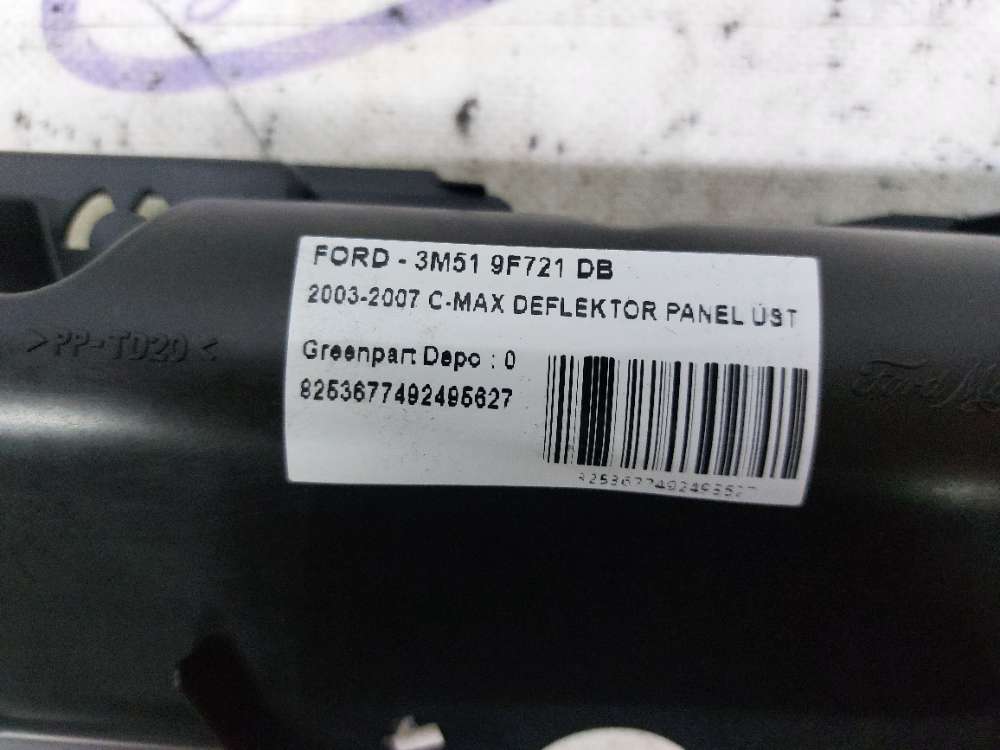 FORD - 3M51 9F721 DB
2003-2007 C-MAX DEFLEKTOR PANEL ÜST
>PP-TD20<
Greenpart Depo : 0
8253677492495627